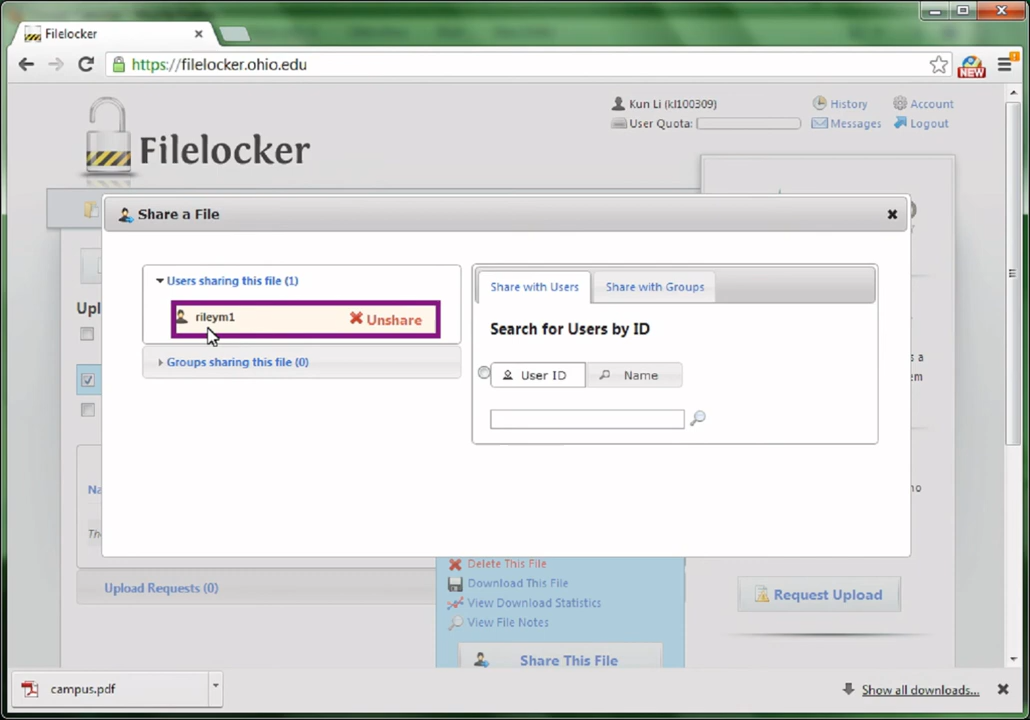 Filelocker
https://filelocker.ohio.edu
NEW
Kun Li (kl100309)
History
Account
User Quota:
Messages
Logout
Filelocker
Share a File
Users sharing this file (1)
rileym1
Unshare
Groups sharing this file (0)
Share with Users
Share with Groups
Search for Users by ID
User ID
Name
Delete This File
Download This File
View Download Statistics
View File Notes
Share This File
Upload Requests (0)
Request Upload
campus.pdf
Show all downloads...